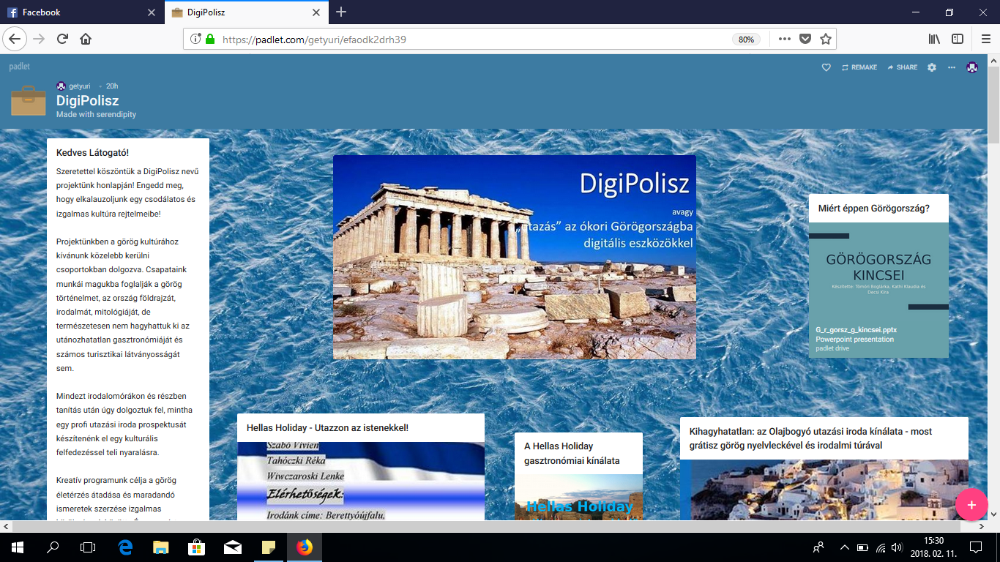 Facebook
DigiPolisz
https://padlet.com/getyuri/efaodk2drh39
80%
padlet
REMAKE
SHARE
getyuri
20h
DigiPolisz
Made with serendipity
Kedves Látogató!
Szeretettel köszöntük a DigiPolisz nevű
projektünk honlapján! Engedd meg,
hogy elkalauzoljunk egy csodálatos és
izgalmas kultúra rejtelmeibe!
Projektünkben a görög kultúrához
kívánunk közelebb kerülni
csoportokban dolgozva. Csapataink
munkái magukba foglalják a görög
történelmet, az ország földrajzát,
irodalmát, mitológiáját, de
természetesen nem hagyhattuk ki az
utánozhatatlan gasztronómiáját és
számos turisztikai látványosságát
sem.
Mindezt irodalomórákon és részben
tanítás után úgy dolgoztuk fel, mintha
egy profi utazási iroda prospektusát
készítenénk el egy kulturális
felfedezéssel teli nyaralásra.
Kreatív programunk célja a görög
életérzés átadása és maradandó
ismeretek szerzése izgalmas
DigiPolisz
avagy
„utazás” az ókori Görögországba
digitális eszközökkel
Miért éppen Görögország?
GÖRÖGORSZÁG
KINCSEI
Készítette: Tömöri Boglárka, Kathi Klaudia és
Decsi Kira
G_r_gorsz_g_kincsei.pptx
Powerpoint presentation
padlet drive
Hellas Holiday - Utazzon az istenekkel!
Szabó Vivien
Tahóczki Réka
Wiwczaroski Lenke
Elérhetőségek:
Irodánk címe: Berettyóújfalu,
A Hellas Holiday
gasztronómiai kínálata
Hellas Holiday
Kihagyhatatlan: az Olajbogyó utazási iroda kínálata - most
grátisz görög nyelvleckével és irodalmi túrával
15:30
2018. 02. 11.